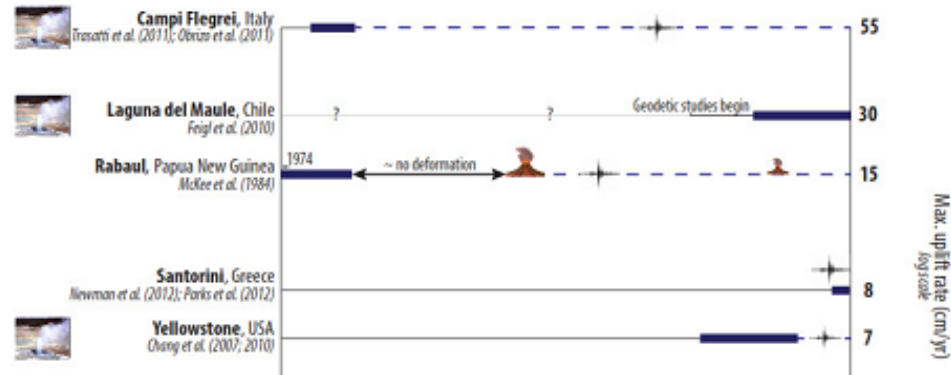 Campi Flegrei, Italy
Trasatti et al. (2011); Obrizo et al. (2011)
55
Laguna del Maule, Chile
Feigl et al. (2010)
?
?
Geodetic studies begin
30
Rabaul, Papua New Guinea
McKee et al. (1984)
1974
~ no deformation
15
Santorini, Greece
Newman et al. (2012); Parks et al. (2012)
8
Yellowstone, USA
Chang et al. (2007; 2010)
7
Max. uplift rate (cm/yr)
log scale